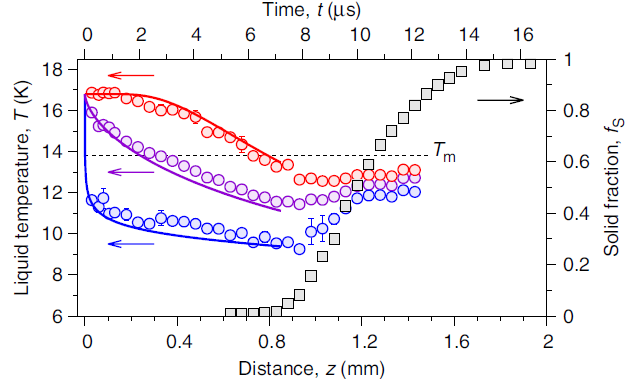 Time, t (μs)
0 2 4 6 8 10 12 14 16
18 16 14 12 10 8 6
Liquid temperature, T (K)
Tm
1 0.8 0.6 0.4 0.2 0
Solid fraction, fS
0 0.4 0.8 1.2 1.6 2
Distance, z (mm)